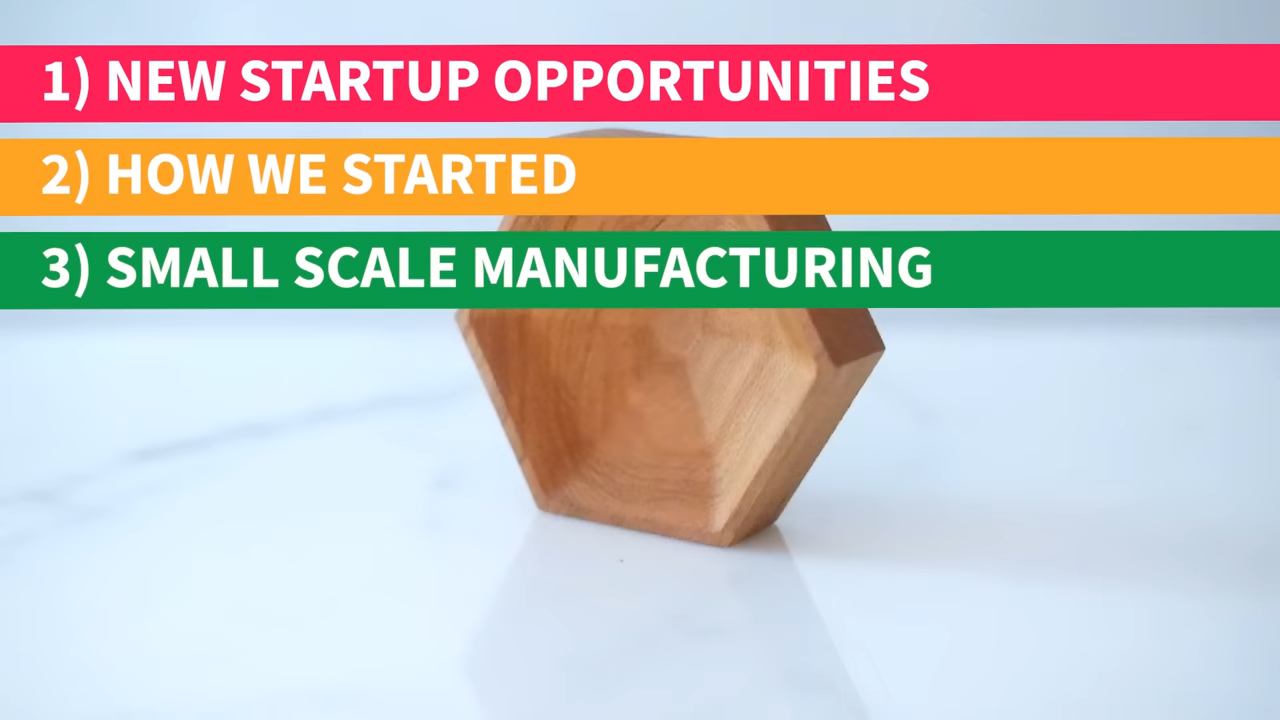 1) NEW STARTUP OPPORTUNITIES
2) HOW WE STARTED
3) SMALL SCALE MANUFACTURING